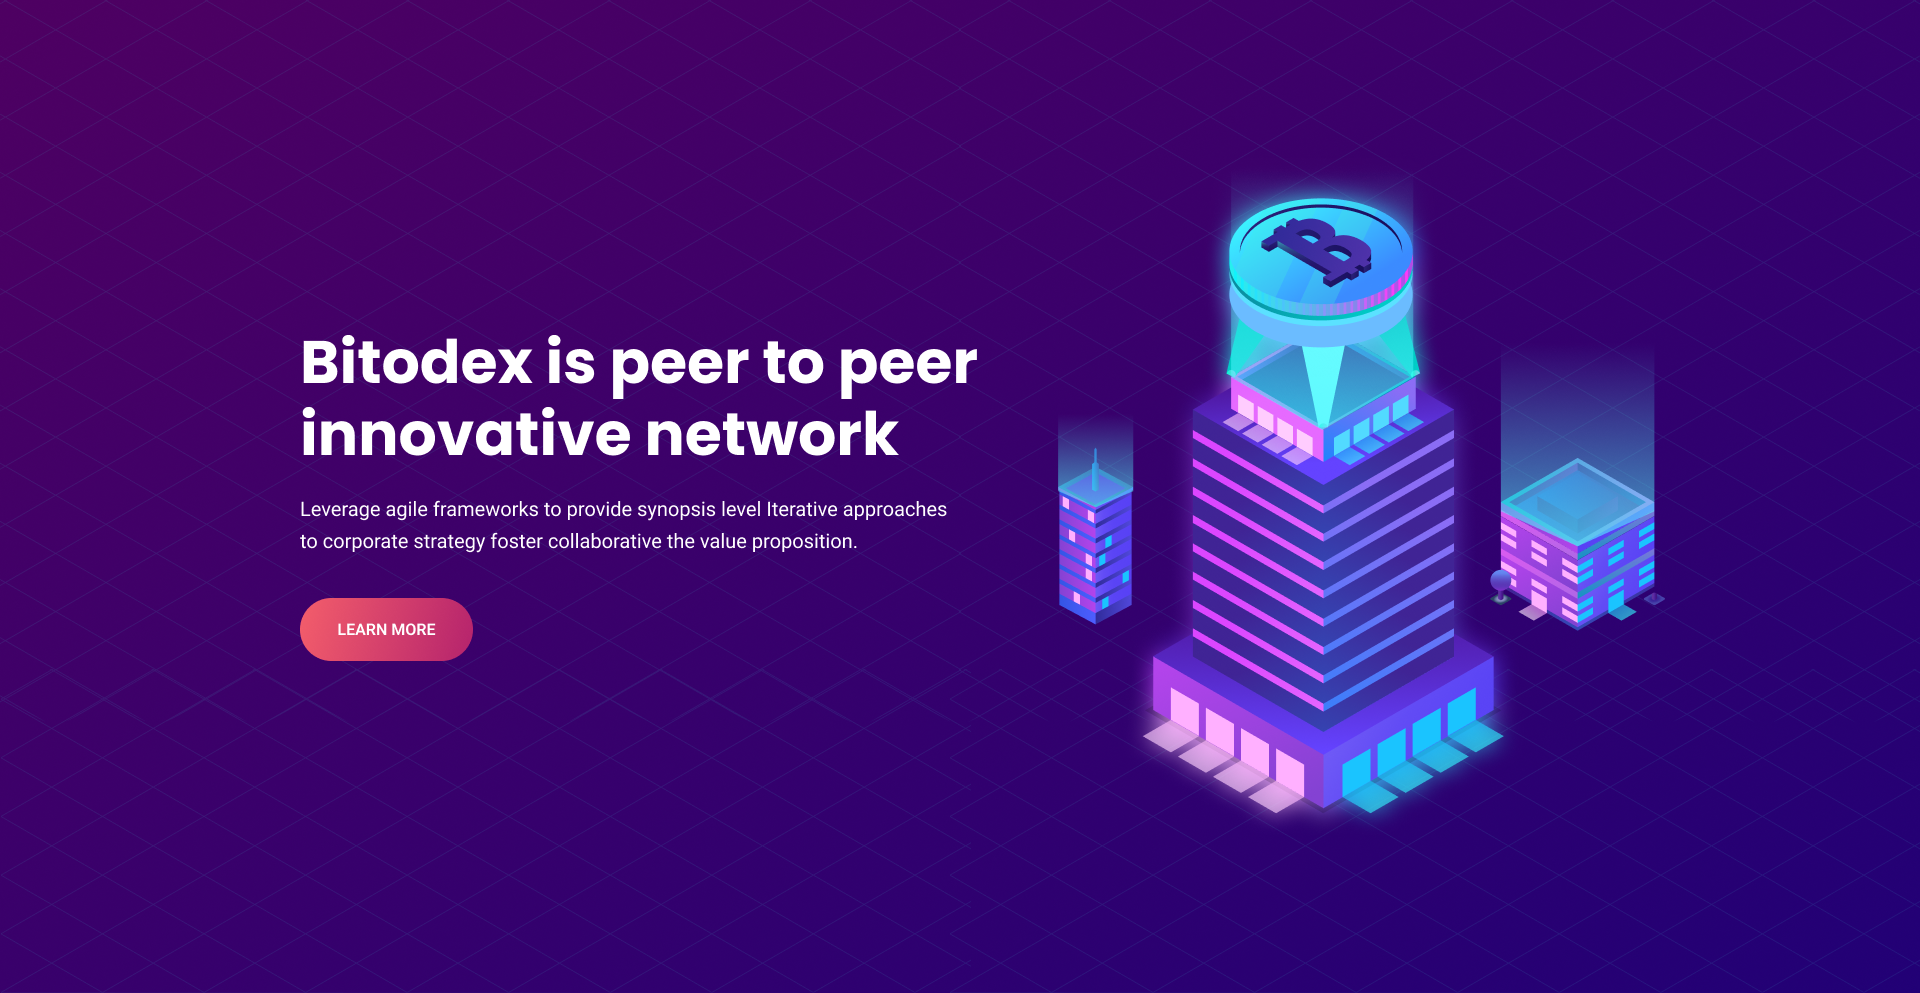 Bitodex is peer to peer
innovative network
Leverage agile frameworks to provide synopsis level Iterative approaches
to corporate strategy foster collaborative the value proposition.
LEARN MORE